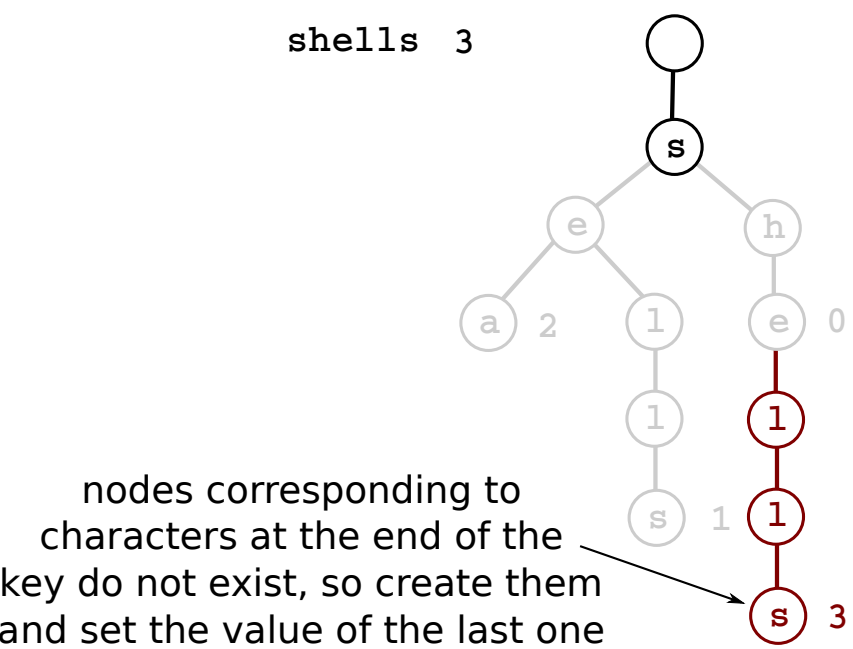 shells 3
s
e h
a 2 l e 0
l l
nodes corresponding to
characters at the end of the
key do not exist, so create them
and set the value of the last one
s 1 l
s 3